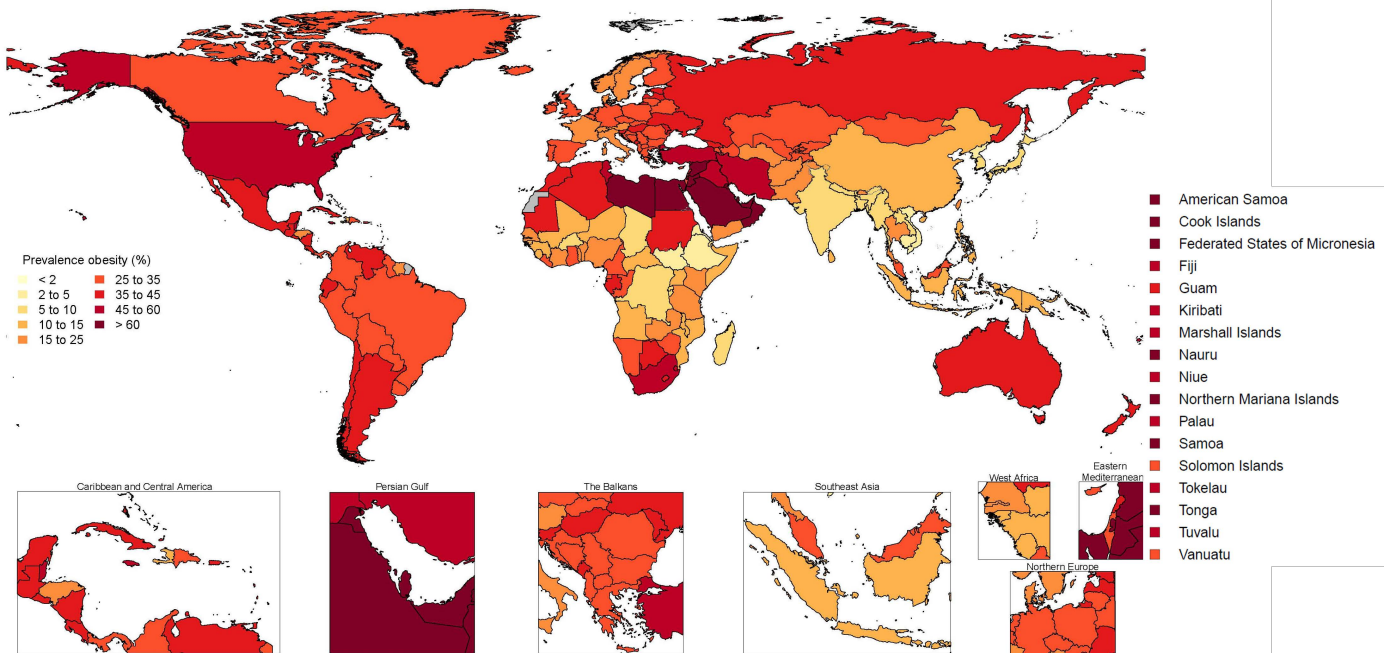 Prevalence obesity (%)
< 2
2 to 5
5 to 10
10 to 15
15 to 25
25 to 35
35 to 45
45 to 60
> 60
American Samoa
Cook Islands
Federated States of Micronesia
Fiji
Guam
Kiribati
Marshall Islands
Nauru
Niue
Northern Mariana Islands
Palau
Samoa
Solomon Islands
Tokelau
Tonga
Tuvalu
Vanuatu
Caribbean and Central America
Persian Gulf
The Balkans
Southeast Asia
West Africa
Eastern
Mediterranean
Northern Europe